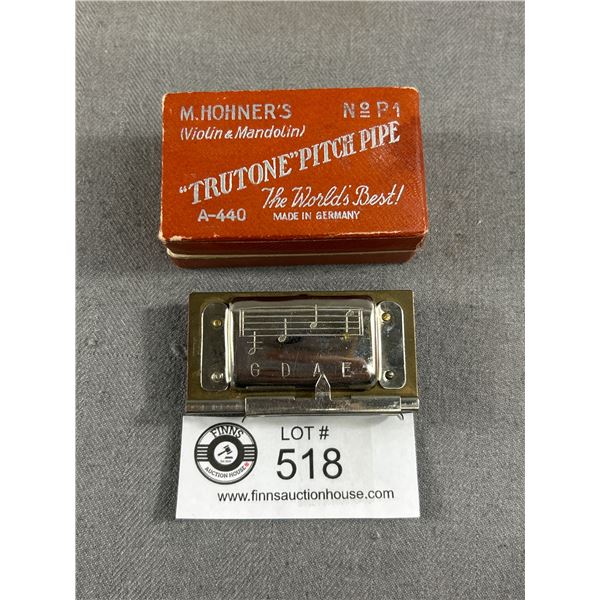 M. HOHNER'S № P1
(Violin & Mandolin)
"TRUTONE" PITCH PIPE
The World's Best!
A-440 MADE IN GERMANY
G D A E
FINNS
AUCTION HOUSE
LOT #
518
www.finnsauctionhouse.com